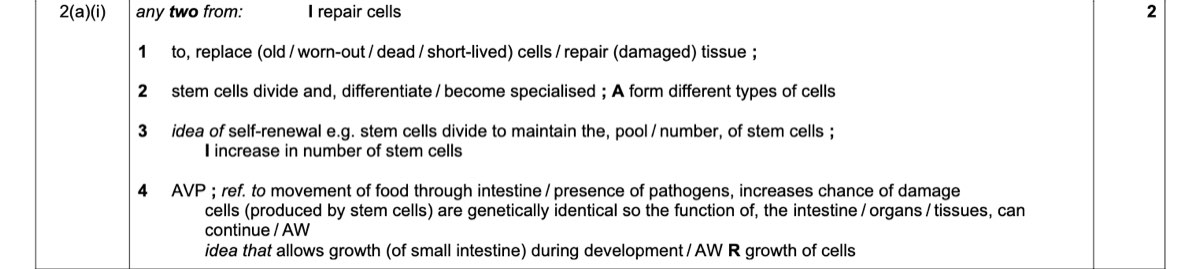 2(a)(i) any two from: I repair cells 2
1 to, replace (old / worn-out / dead / short-lived) cells / repair (damaged) tissue ;
2 stem cells divide and, differentiate / become specialised ; A form different types of cells
3 idea of self-renewal e.g. stem cells divide to maintain the, pool / number, of stem cells ;
I increase in number of stem cells
4 AVP ; ref. to movement of food through intestine / presence of pathogens, increases chance of damage
cells (produced by stem cells) are genetically identical so the function of, the intestine / organs / tissues, can
continue / AW
idea that allows growth (of small intestine) during development / AW R growth of cells